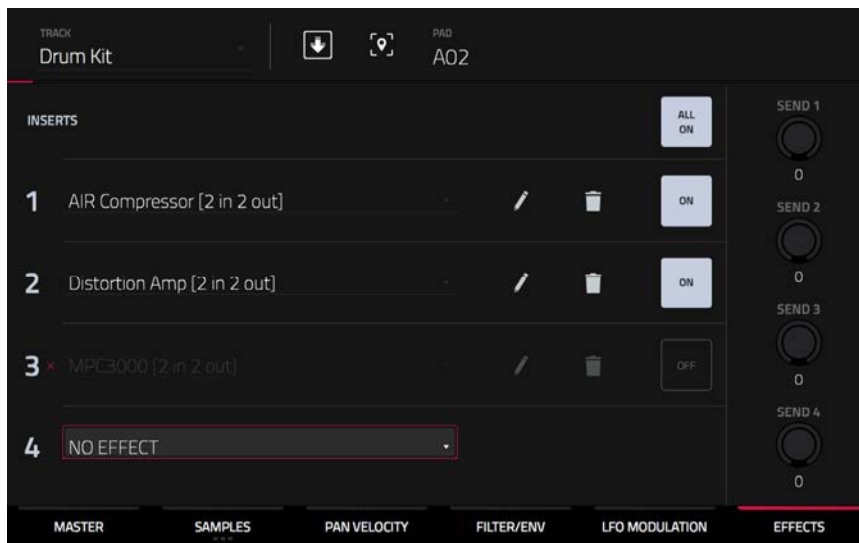 TRACK
Drum Kit
PAD
A02
INSERTS
ALL
ON
1 AIR Compressor [2 in 2 out] ON
2 Distortion Amp [2 in 2 out] ON
3 × MPC3000 [2 in 2 out] OFF
4 NO EFFECT
SEND 1
0
SEND 2
0
SEND 3
0
SEND 4
0
MASTER SAMPLES PAN VELOCITY FILTER/ENV LFO MODULATION EFFECTS